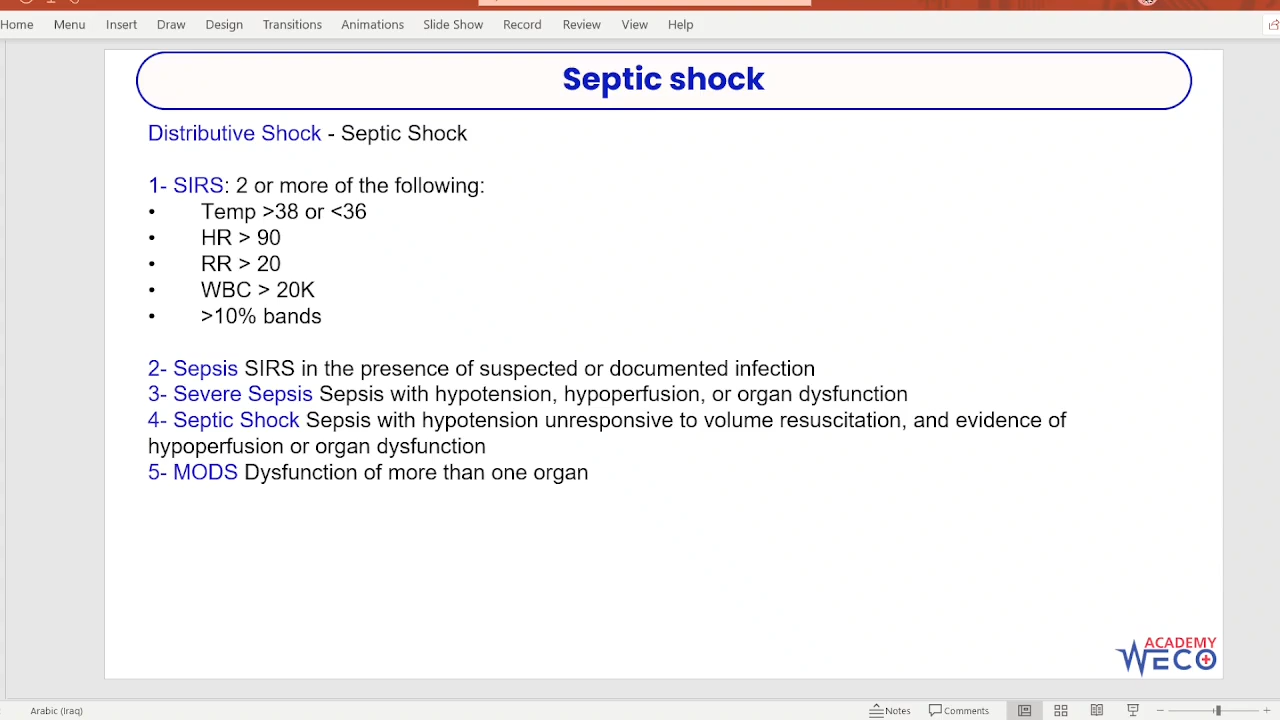 Home Menu Insert Draw Design Transitions Animations Slide Show Record Review View Help
Septic shock
Distributive Shock - Septic Shock
1- SIRS: 2 or more of the following:
• Temp >38 or <36
• HR > 90
• RR > 20
• WBC > 20K
• >10% bands
2- Sepsis SIRS in the presence of suspected or documented infection
3- Severe Sepsis Sepsis with hypotension, hypoperfusion, or organ dysfunction
4- Septic Shock Sepsis with hypotension unresponsive to volume resuscitation, and evidence of
hypoperfusion or organ dysfunction
5- MODS Dysfunction of more than one organ
ACADEMY
WECO
Arabic (Iraq) Notes Comments